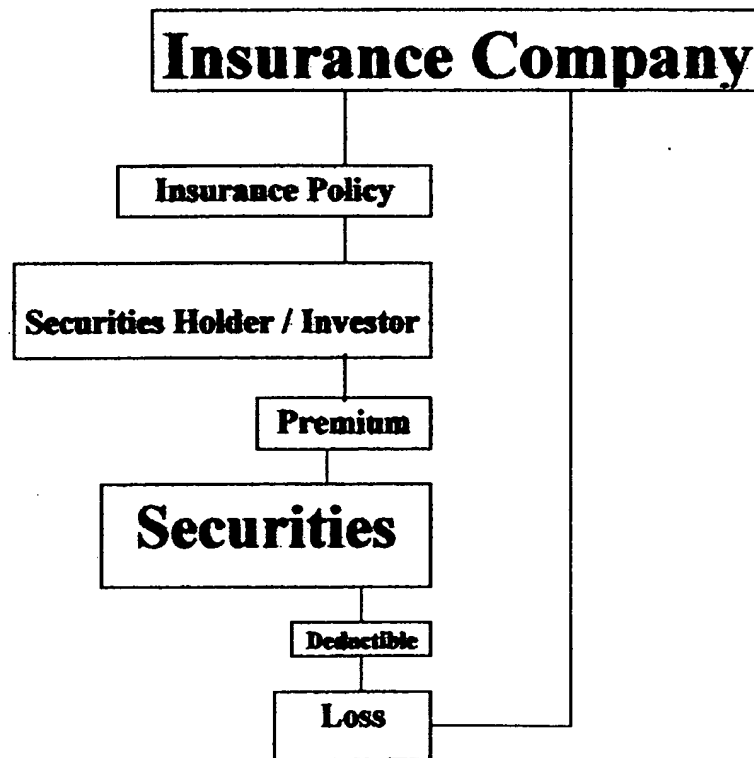 Insurance Company
Insurance Policy
Securities Holder / Investor
Premium
Securities
Deductible
Loss